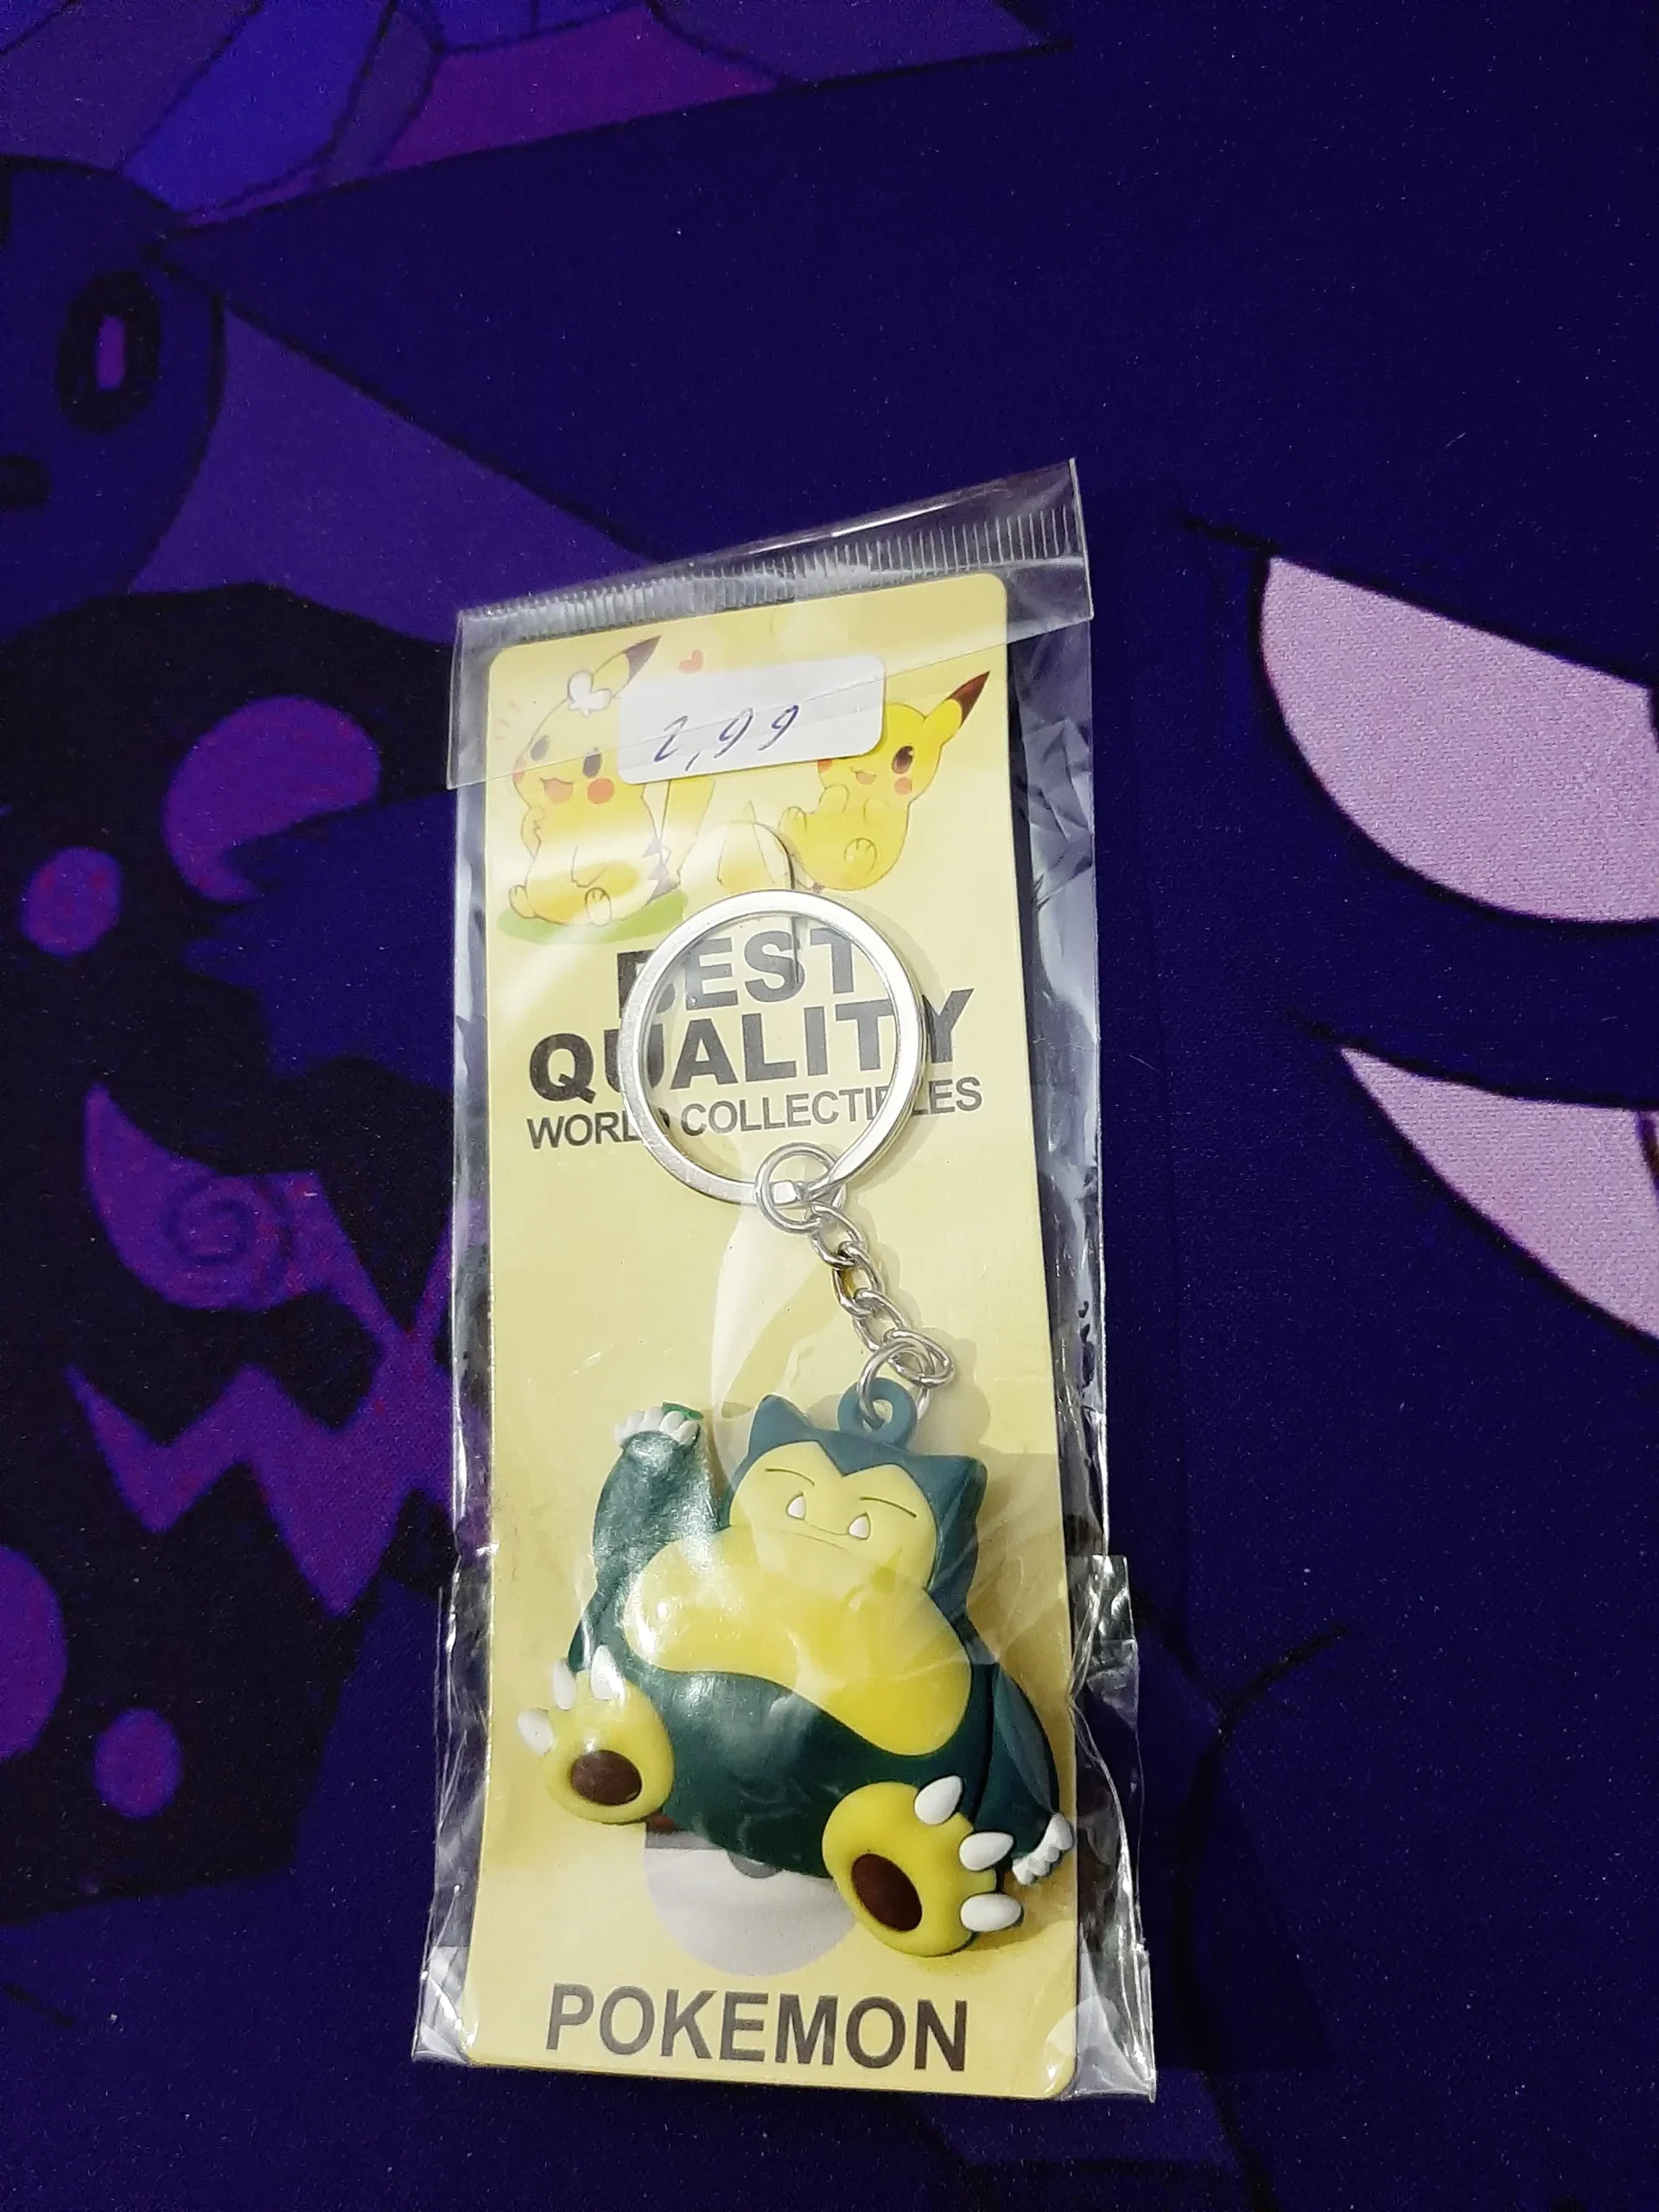 2,99
BEST
QUALITY
WORLD COLLECTIBLES
POKEMON